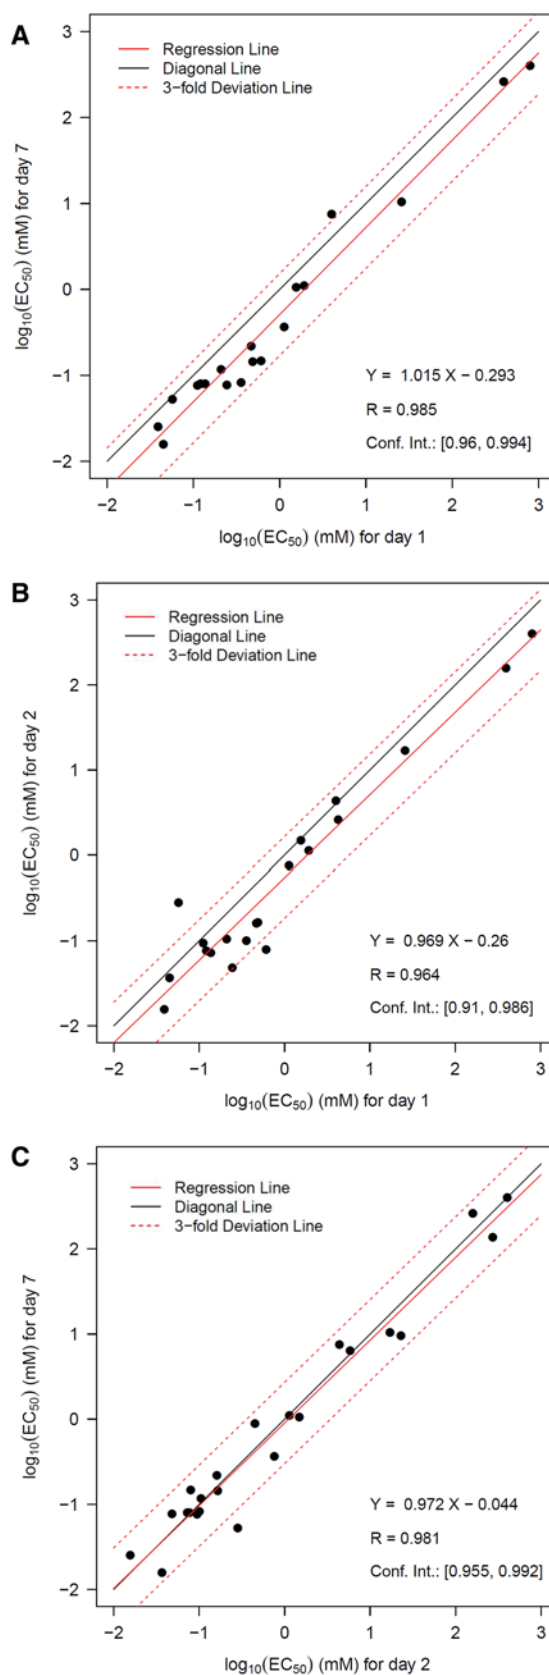 A
Regression Line
Diagonal Line
3−fold Deviation Line
3
2
1
0
−1
−2
log10(EC50) (mM) for day 7
Y = 1.015 X − 0.293
R = 0.985
Conf. Int.: [0.96, 0.994]
−2 −1 0 1 2 3
log10(EC50) (mM) for day 1
B
Regression Line
Diagonal Line
3−fold Deviation Line
3
2
1
0
−1
−2
log10(EC50) (mM) for day 2
Y = 0.969 X − 0.26
R = 0.964
Conf. Int.: [0.91, 0.986]
−2 −1 0 1 2 3
log10(EC50) (mM) for day 1
C
Regression Line
Diagonal Line
3−fold Deviation Line
3
2
1
0
−1
−2
log10(EC50) (mM) for day 7
Y = 0.972 X − 0.044
R = 0.981
Conf. Int.: [0.955, 0.992]
−2 −1 0 1 2 3
log10(EC50) (mM) for day 2